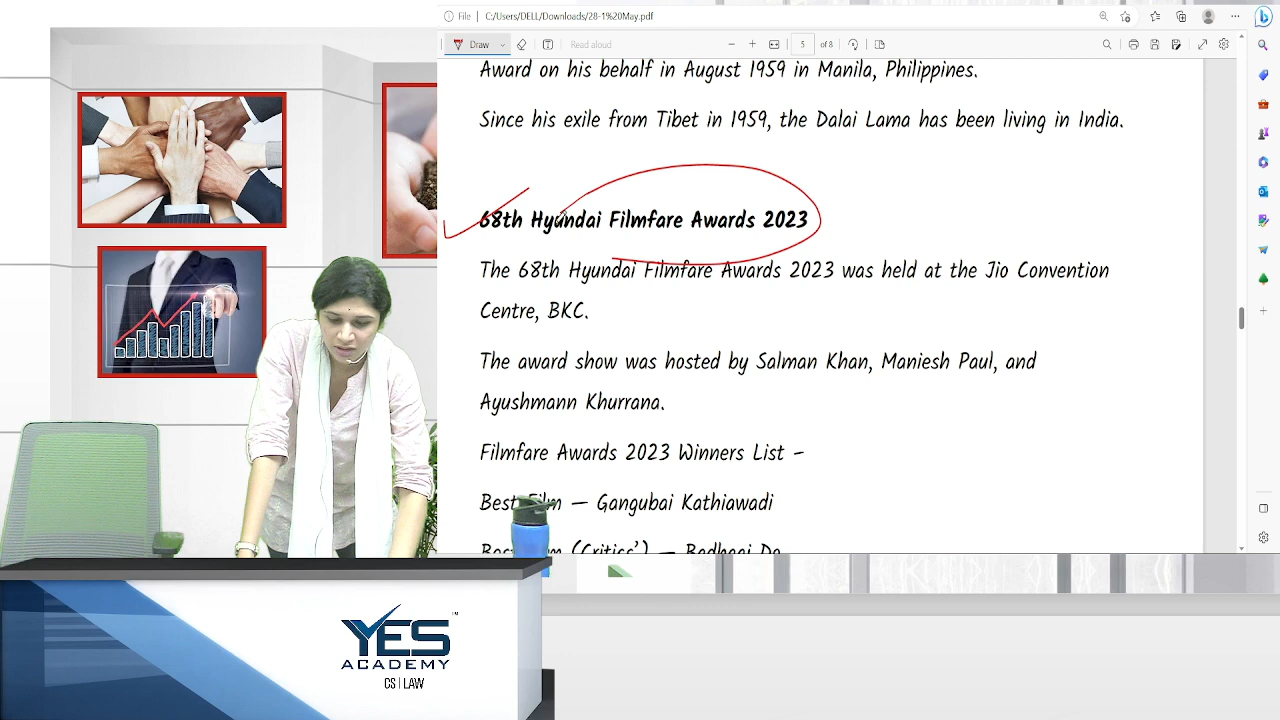 File | C:/Users/DELL/Downloads/28-1%20May.pdf
Draw Read aloud 5 of 8
Award on his behalf in August 1959 in Manila, Philippines.
Since his exile from Tibet in 1959, the Dalai Lama has been living in India.
68th Hyundai Filmfare Awards 2023
The 68th Hyundai Filmfare Awards 2023 was held at the Jio Convention
Centre, BKC.
The award show was hosted by Salman Khan, Maniesh Paul, and
Ayushmann Khurrana.
Filmfare Awards 2023 Winners List –
Best Film — Gangubai Kathiawadi
(Critics') — Badhaai Do
YES
ACADEMY
CS | LAW